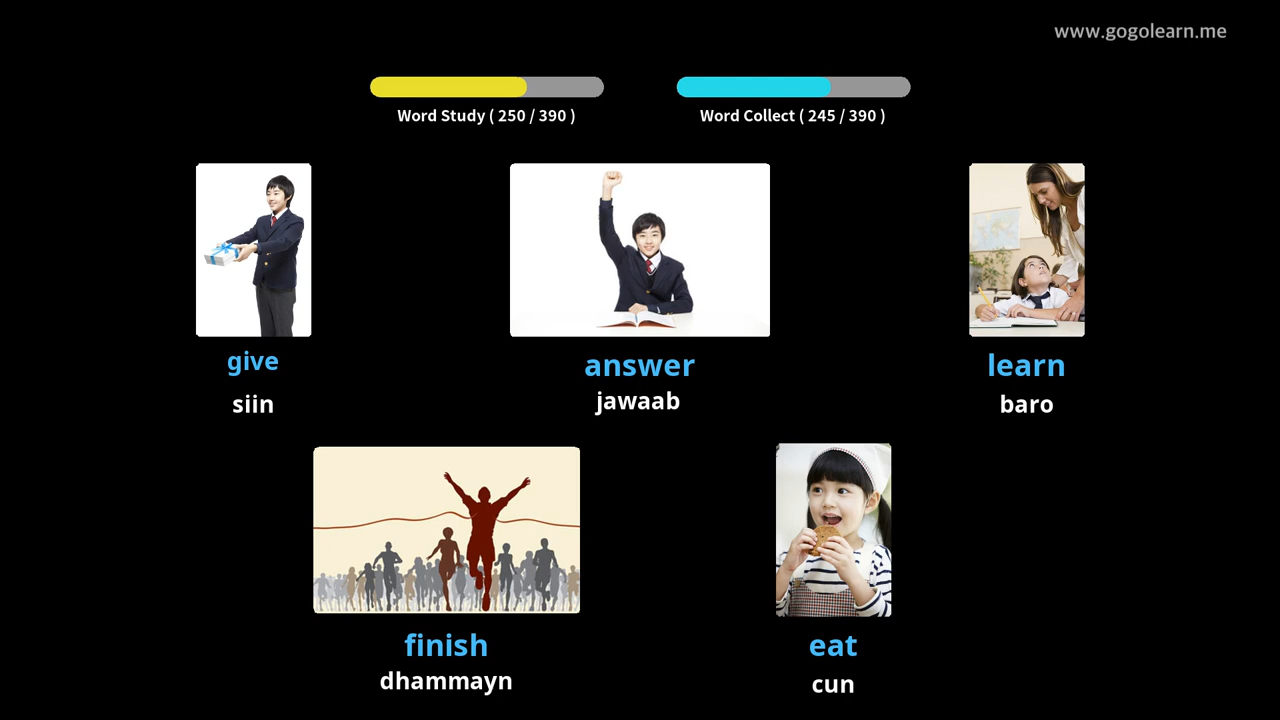 www.gogolearn.me
Word Study ( 250 / 390 )
Word Collect ( 245 / 390 )
give
siin
answer
jawaab
learn
baro
finish
dhammayn
eat
cun